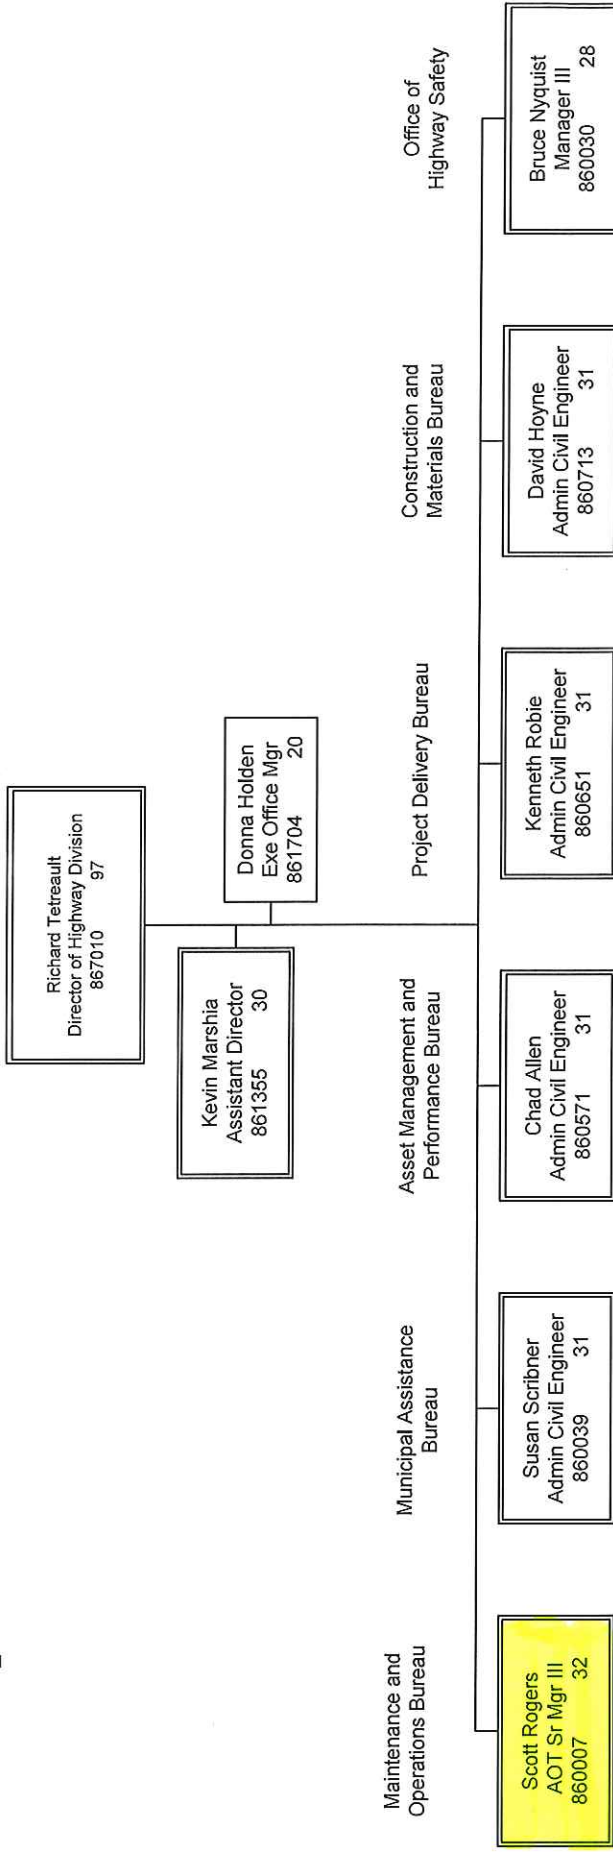 Richard Tetreault
Director of Highway Division
867010 97
Kevin Marshia
Assistant Director
861355 30
Donna Holden
Exe Office Mgr
861704 20
Maintenance and
Operations Bureau
Scott Rogers
AOT Sr Mgr III
860007 32
Municipal Assistance
Bureau
Susan Scribner
Admin Civil Engineer
860039 31
Asset Management and
Performance Bureau
Chad Allen
Admin Civil Engineer
860571 31
Project Delivery Bureau
Kenneth Robie
Admin Civil Engineer
860651 31
Construction and
Materials Bureau
David Hoyne
Admin Civil Engineer
860713 31
Office of
Highway Safety
Bruce Nyquist
Manager III
860030 28